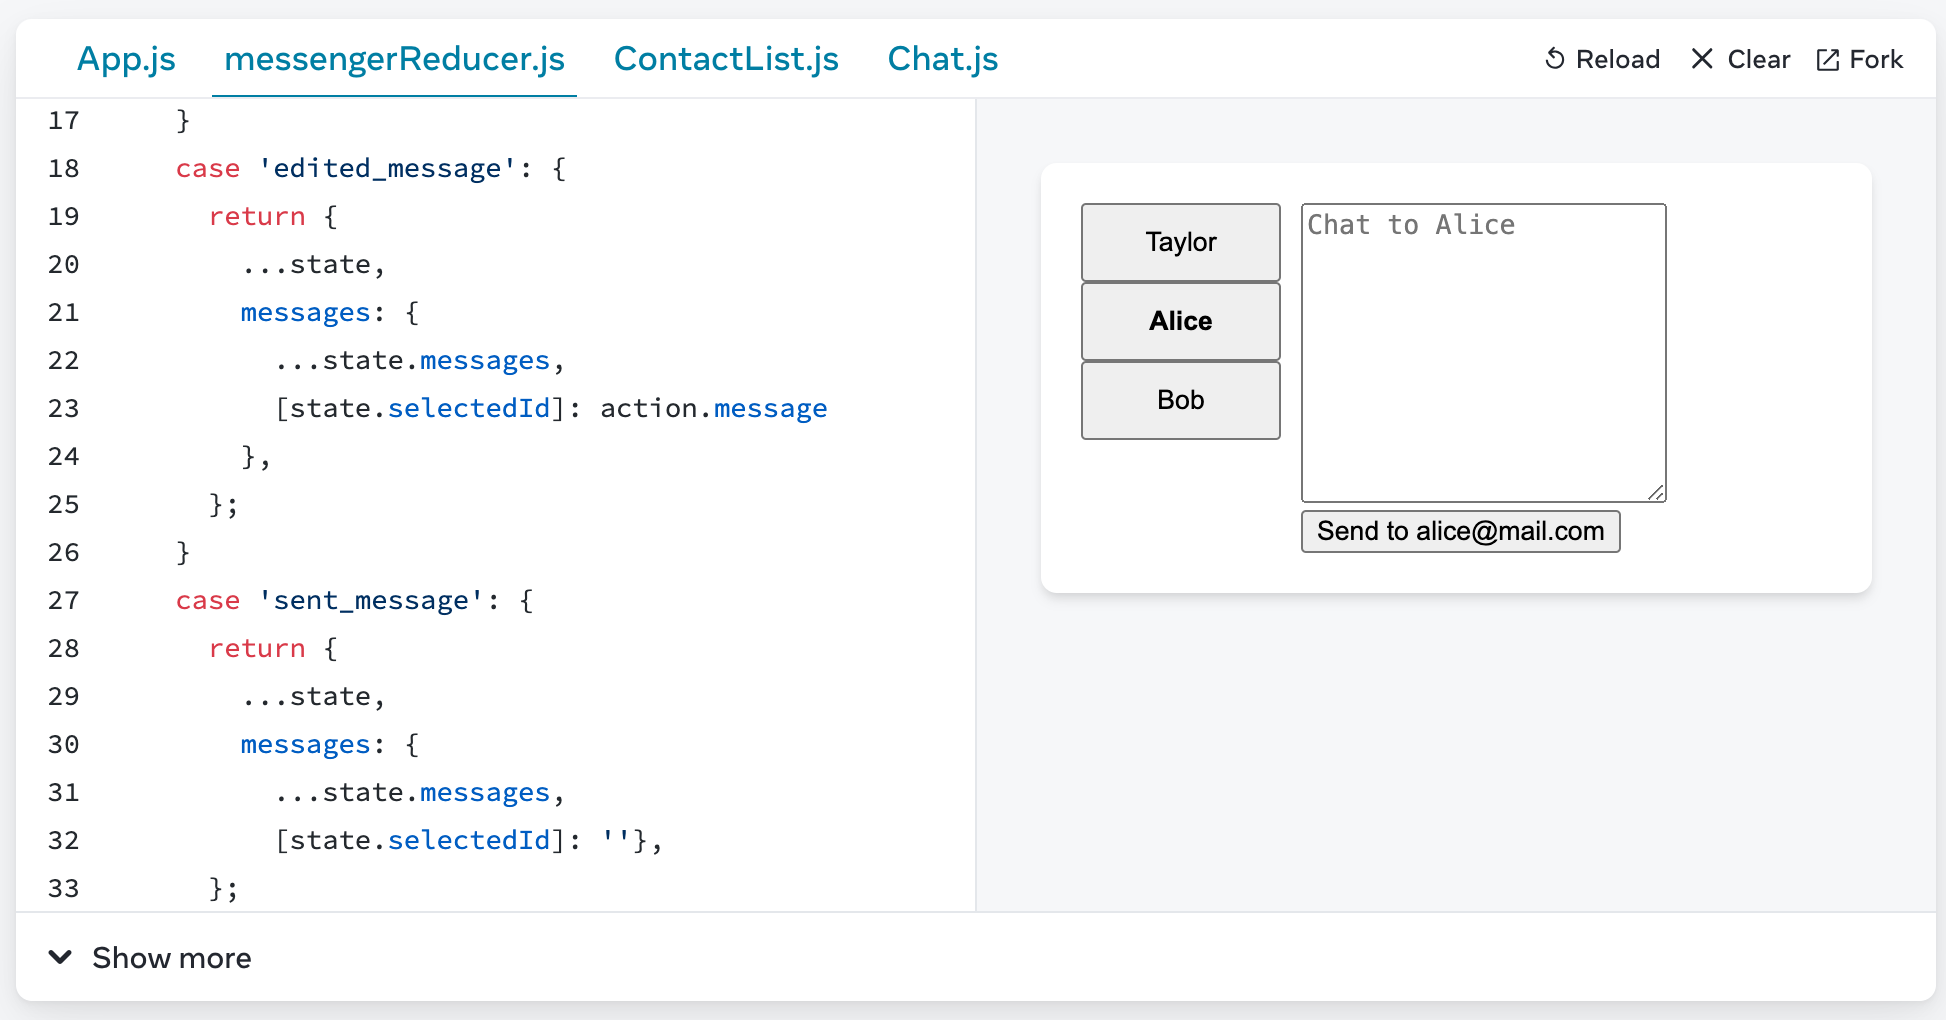 App.js messengerReducer.js ContactList.js Chat.js Reload Clear Fork
17 }
18 case 'edited_message': {
19 return {
20 ...state,
21 messages: {
22 ...state.messages,
23 [state.selectedId]: action.message
24 },
25 };
26 }
27 case 'sent_message': {
28 return {
29 ...state,
30 messages: {
31 ...state.messages,
32 [state.selectedId]: ''},
33 };
Taylor
Alice
Bob
Chat to Alice
Send to alice@mail.com
Show more